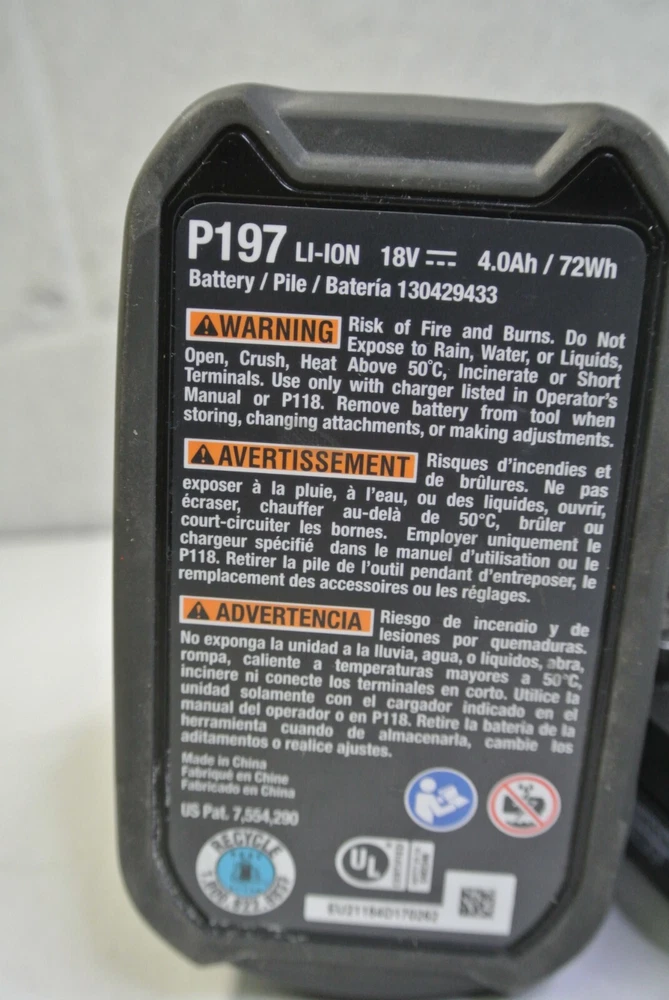 P197 LI-ION 18V 4.0Ah / 72Wh
Battery / Pile / Batería 130429433
WARNING Risk of Fire and Burns. Do Not
Expose to Rain, Water, or Liquids,
Open, Crush, Heat Above 50°C, Incinerate or Short
Terminals. Use only with charger listed in Operator's
Manual or P118. Remove battery from tool when
storing, changing attachments, or making adjustments.
AVERTISSEMENT Risques d'incendies et
de brûlures. Ne pas
exposer à la pluie, à l'eau, ou des liquides, ouvrir,
écraser, chauffer au-delà de 50°C, brûler ou
court-circuiter les bornes. Employer uniquement le
chargeur spécifié dans le manuel d'utilisation ou le
P118. Retirer la pile de l'outil pendant d'entreposer, le
remplacement des accessoires ou les réglages.
ADVERTENCIA Riesgo de incendio y de
lesiones por quemaduras.
No exponga la unidad a la lluvia, agua, o líquidos, abra,
rompa, caliente a temperaturas mayores a 50°C,
incinere ni conecte los terminales en corto. Utilice la
unidad solamente con el cargador indicado en el
manual del operador o en P118. Retire la batería de la
herramienta cuando de almacenarla, cambie los
aditamentos o realice ajustes.
Made in China
Fabriqué en Chine
Fabricado en China
US Pat. 7,554,290
RECYCLE
UL